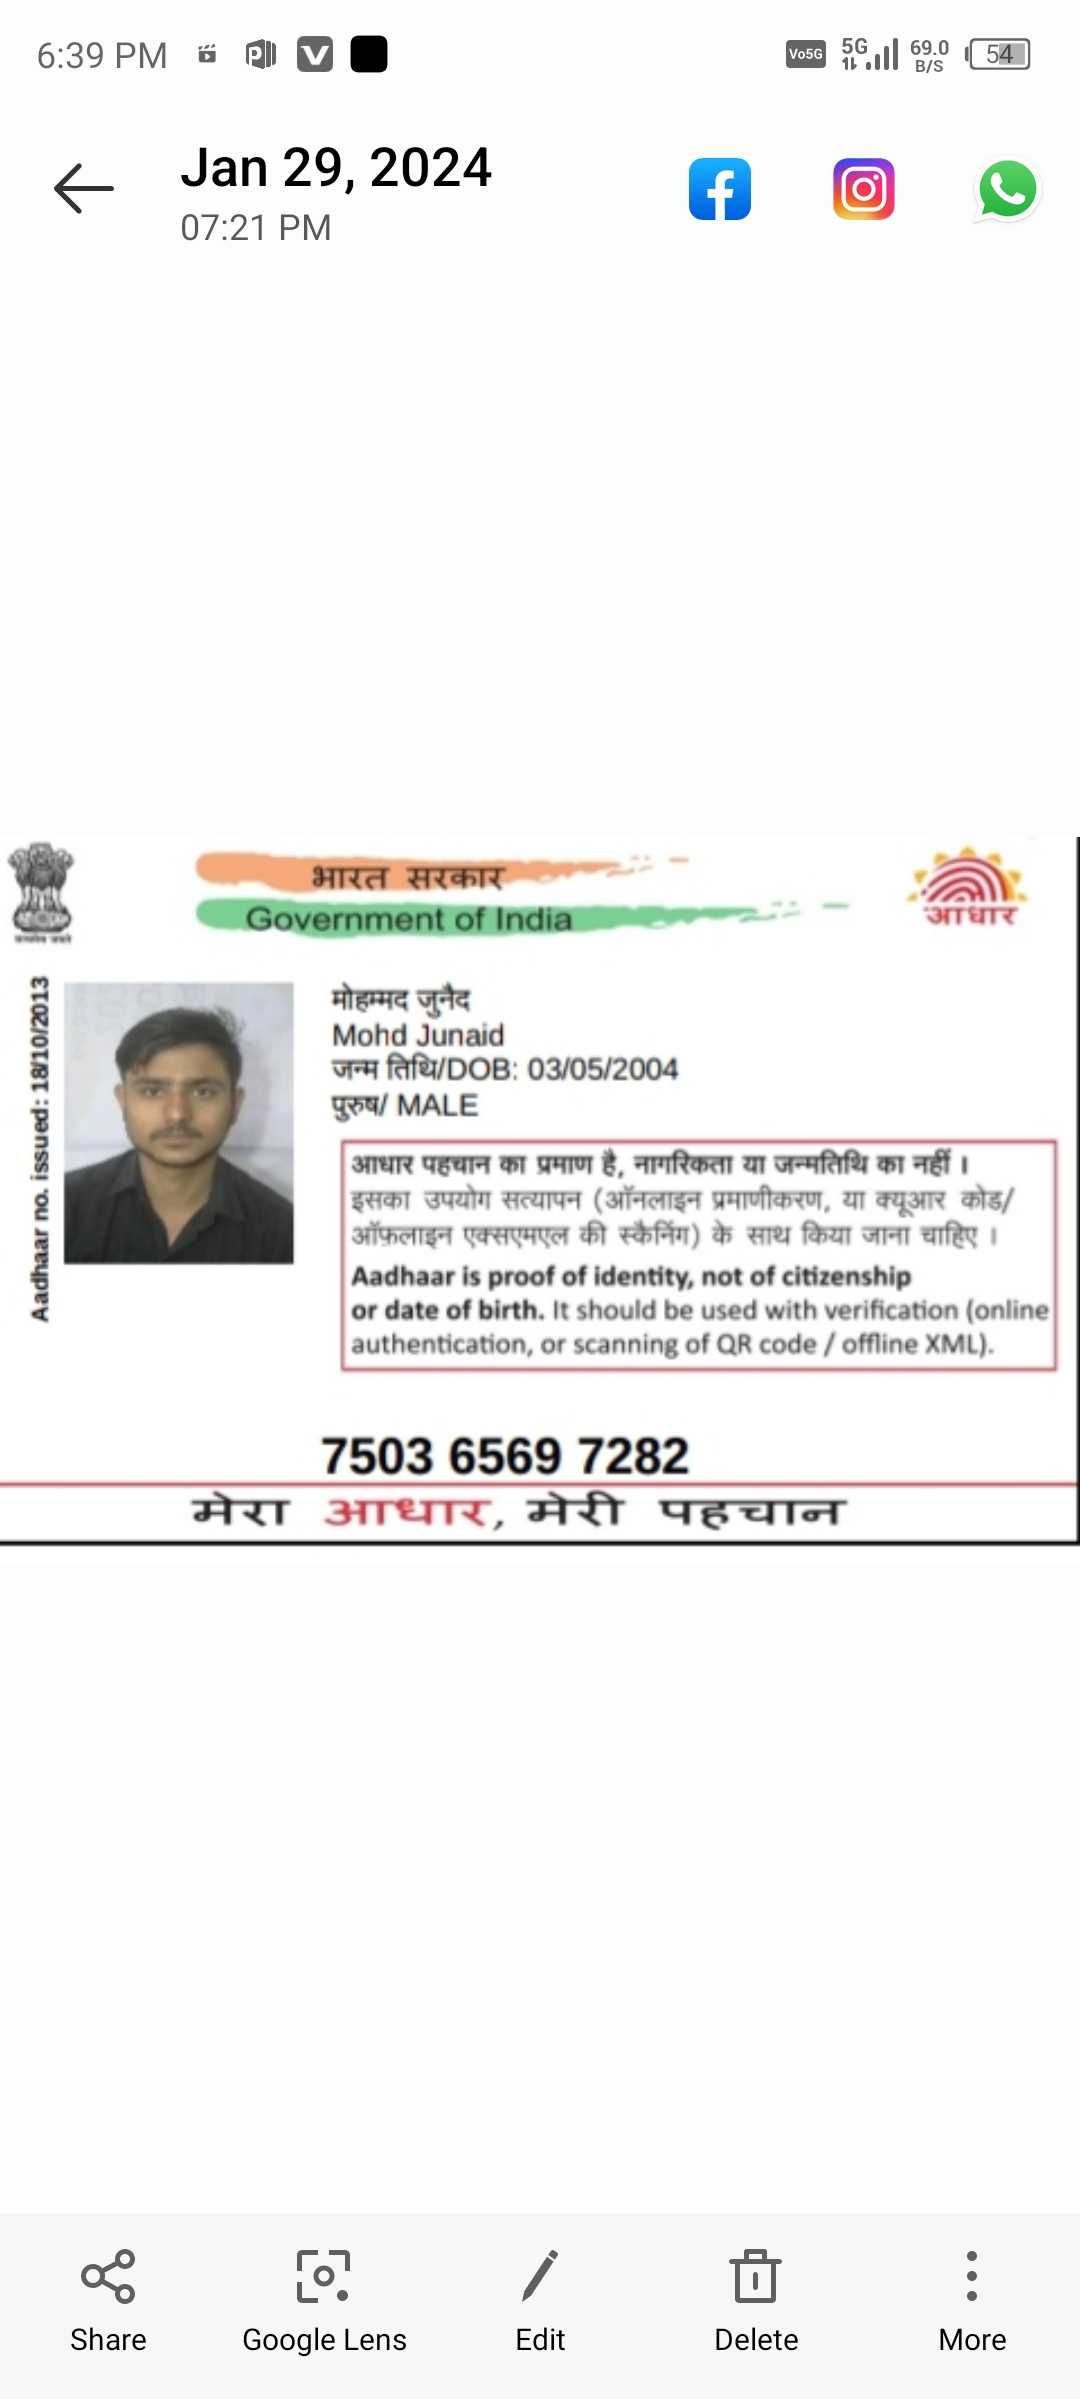 6:39 PM
Vo5G 5G 69.0 B/S 54
Jan 29, 2024
07:21 PM
भारत सरकार
Government of India
आधार
Aadhaar no. issued: 18/10/2013
मोहम्मद जुनैद
Mohd Junaid
जन्म तिथि/DOB: 03/05/2004
पुरुष/ MALE
आधार पहचान का प्रमाण है, नागरिकता या जन्मतिथि का नहीं ।
इसका उपयोग सत्यापन (ऑनलाइन प्रमाणीकरण, या क्यूआर कोड/
ऑफ़लाइन एक्सएमएल की स्कैनिंग) के साथ किया जाना चाहिए ।
Aadhaar is proof of identity, not of citizenship
or date of birth. It should be used with verification (online
authentication, or scanning of QR code / offline XML).
7503 6569 7282
मेरा आधार, मेरी पहचान
Share Google Lens Edit Delete More